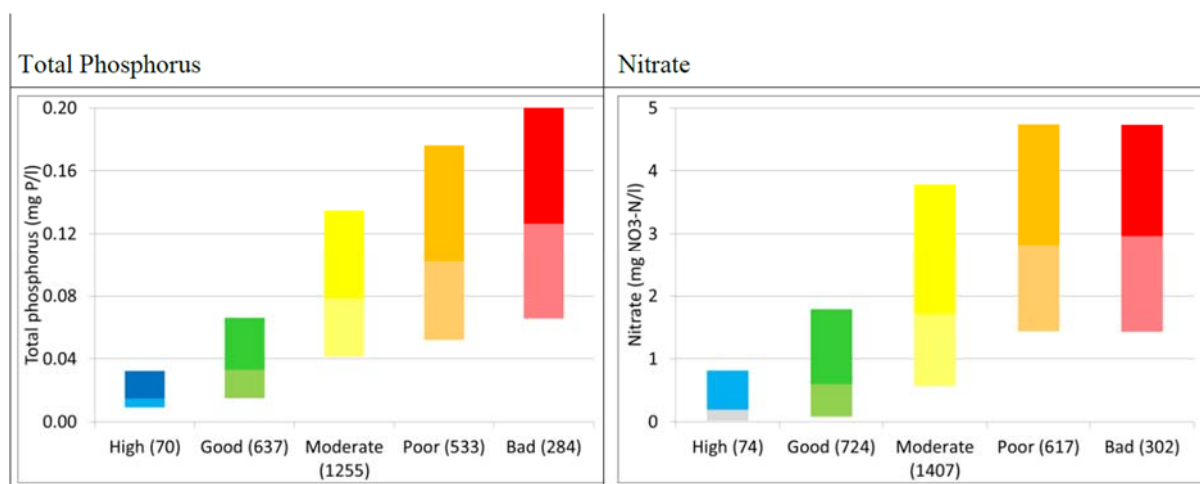 Total Phosphorus
Total phosphorus (mg P/l)
0.20
0.16
0.12
0.08
0.04
0.00
High (70) Good (637) Moderate (1255) Poor (533) Bad (284)
Nitrate
Nitrate (mg NO3-N/l)
5
4
3
2
1
0
High (74) Good (724) Moderate (1407) Poor (617) Bad (302)